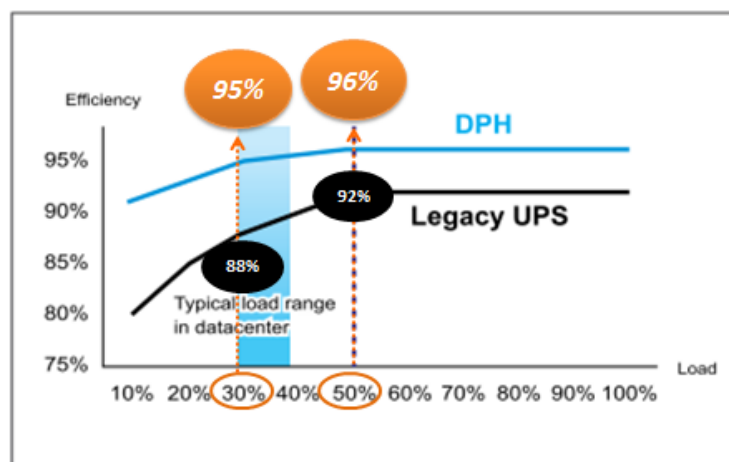 95%
96%
Efficiency
DPH
95%
92%
90%
Legacy UPS
85%
88%
80%
Typical load range
in datacenter
75%
Load
10% 20% 30% 40% 50% 60% 70% 80% 90% 100%